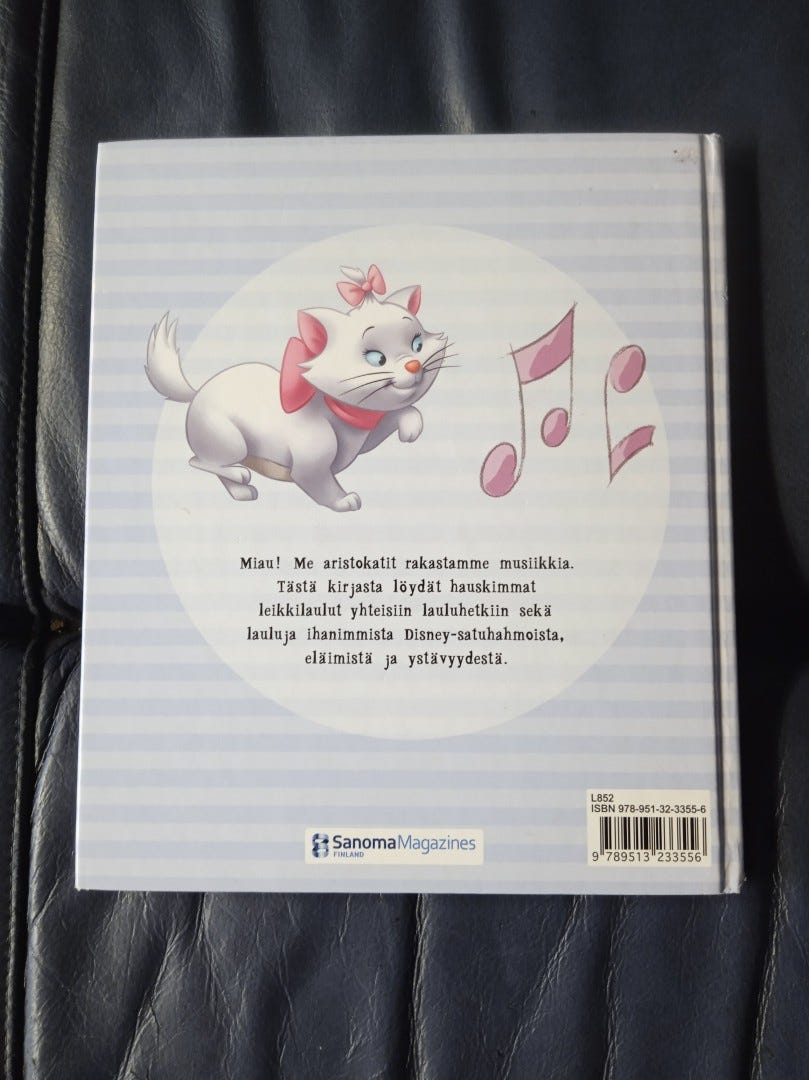 Miau! Me aristokatit rakastamme musiikkia.
Tästä kirjasta löydät hauskimmat
leikkilaulut yhteisiin lauluhetkiin sekä
lauluja ihanimmista Disney-satuhahmoista,
eläimistä ja ystävyydestä.
L852
ISBN 978-951-32-3355-6
SanomaMagazines
FINLAND
9 789513 233556